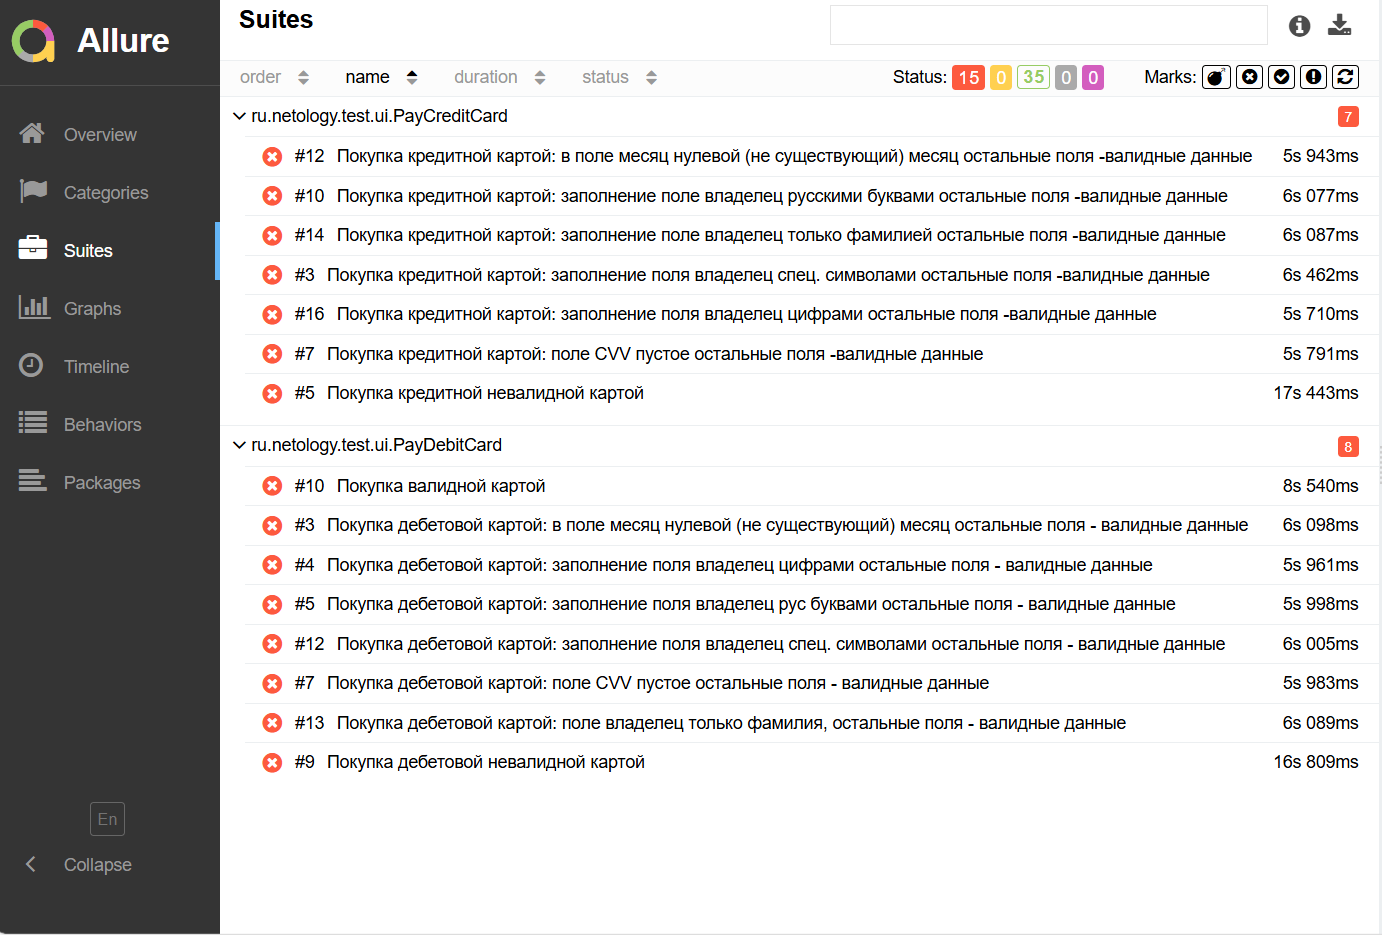 Allure
Overview
Categories
Suites
Graphs
Timeline
Behaviors
Packages
En
Collapse
Suites
order name duration status Status: 15 0 35 0 0 Marks:
ru.netology.test.ui.PayCreditCard 7
#12 Покупка кредитной картой: в поле месяц нулевой (не существующий) месяц остальные поля -валидные данные 5s 943ms
#10 Покупка кредитной картой: заполнение поле владелец русскими буквами остальные поля -валидные данные 6s 077ms
#14 Покупка кредитной картой: заполнение поле владелец только фамилией остальные поля -валидные данные 6s 087ms
#3 Покупка кредитной картой: заполнение поля владелец спец. символами остальные поля -валидные данные 6s 462ms
#16 Покупка кредитной картой: заполнение поля владелец цифрами остальные поля -валидные данные 5s 710ms
#7 Покупка кредитной картой: поле CVV пустое остальные поля -валидные данные 5s 791ms
#5 Покупка кредитной невалидной картой 17s 443ms
ru.netology.test.ui.PayDebitCard 8
#10 Покупка валидной картой 8s 540ms
#3 Покупка дебетовой картой: в поле месяц нулевой (не существующий) месяц остальные поля - валидные данные 6s 098ms
#4 Покупка дебетовой картой: заполнение поля владелец цифрами остальные поля - валидные данные 5s 961ms
#5 Покупка дебетовой картой: заполнение поля владелец рус буквами остальные поля - валидные данные 5s 998ms
#12 Покупка дебетовой картой: заполнение поля владелец спец. символами остальные поля - валидные данные 6s 005ms
#7 Покупка дебетовой картой: поле CVV пустое остальные поля - валидные данные 5s 983ms
#13 Покупка дебетовой картой: поле владелец только фамилия, остальные поля - валидные данные 6s 089ms
#9 Покупка дебетовой невалидной картой 16s 809ms